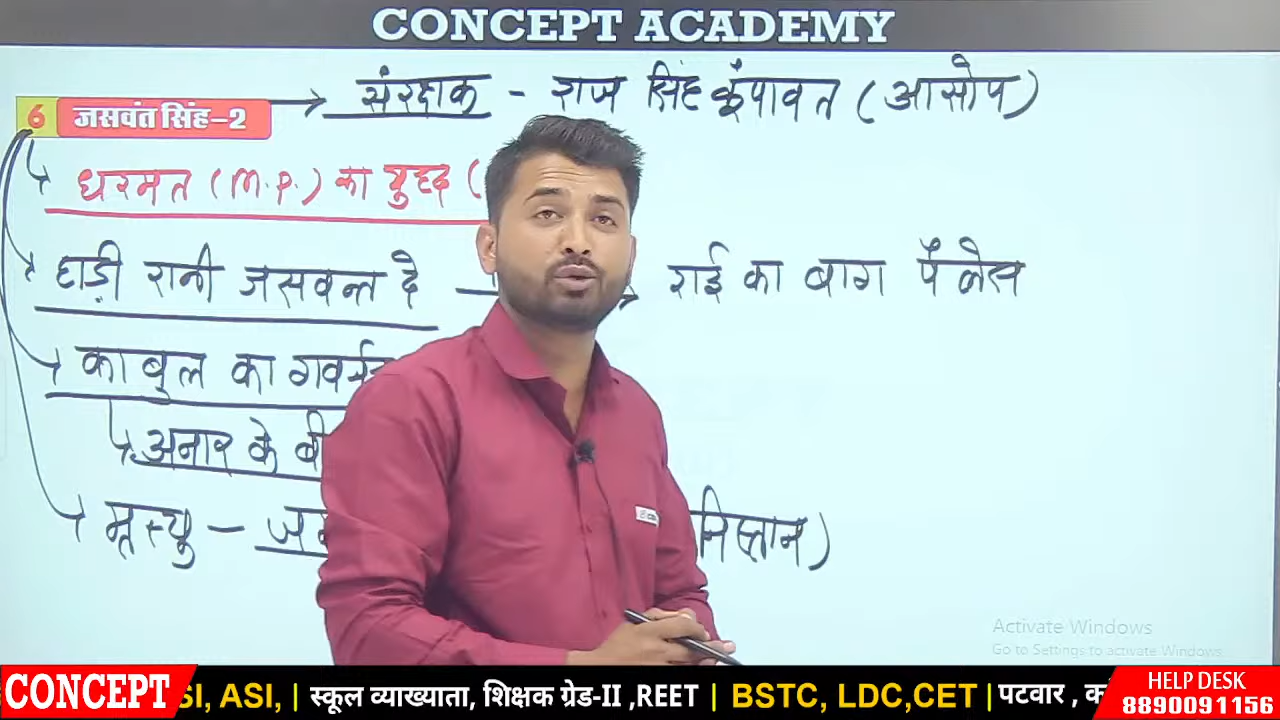 CONCEPT ACADEMY
संरक्षक - राज सिंह कुंपावत (आसोप)
6 जसवंत सिंह-2
धरमत (M.P.) का युद्ध (
हाड़ी रानी जसवन्त दे राई का बाग पैलेस
काबुल का
अनार के
मृत्यु -
Activate Windows
Go to Settings to activate Windows.
CONCEPT SI, ASI, | स्कूल व्याख्याता, शिक्षक ग्रेड-II ,REET | BSTC, LDC,CET | पटवार , HELP DESK
8890091156